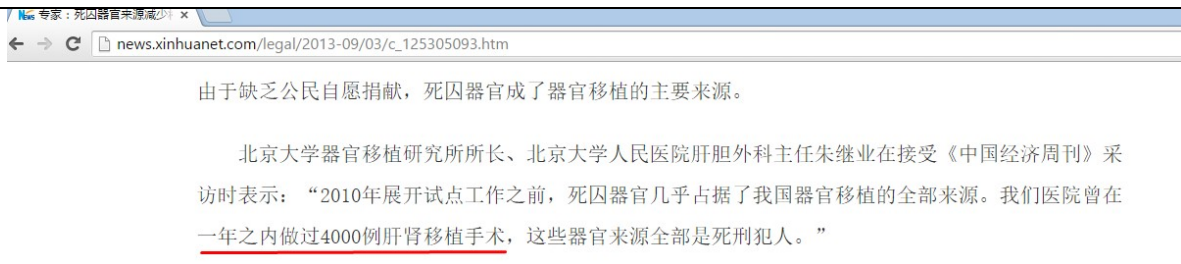 News 专家：死囚器官来源减少 ×
news.xinhuanet.com/legal/2013-09/03/c_125305093.htm
由于缺乏公民自愿捐献，死囚器官成了器官移植的主要来源。
北京大学器官移植研究所所长、北京大学人民医院肝胆外科主任朱继业在接受《中国经济周刊》采
访时表示：“2010年展开试点工作之前，死囚器官几乎占据了我国器官移植的全部来源。我们医院曾在
一年之内做过4000例肝肾移植手术，这些器官来源全部是死刑犯人。”